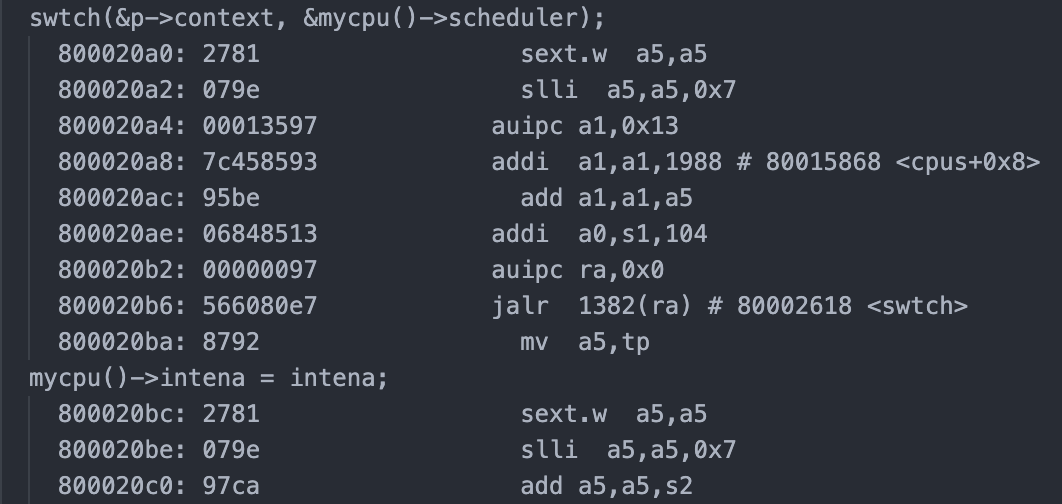 swtch(&p->context, &mycpu()->scheduler);
800020a0: 2781 sext.w a5,a5
800020a2: 079e slli a5,a5,0x7
800020a4: 00013597 auipc a1,0x13
800020a8: 7c458593 addi a1,a1,1988 # 80015868 <cpus+0x8>
800020ac: 95be add a1,a1,a5
800020ae: 06848513 addi a0,s1,104
800020b2: 00000097 auipc ra,0x0
800020b6: 566080e7 jalr 1382(ra) # 80002618 <swtch>
800020ba: 8792 mv a5,tp
mycpu()->intena = intena;
800020bc: 2781 sext.w a5,a5
800020be: 079e slli a5,a5,0x7
800020c0: 97ca add a5,a5,s2